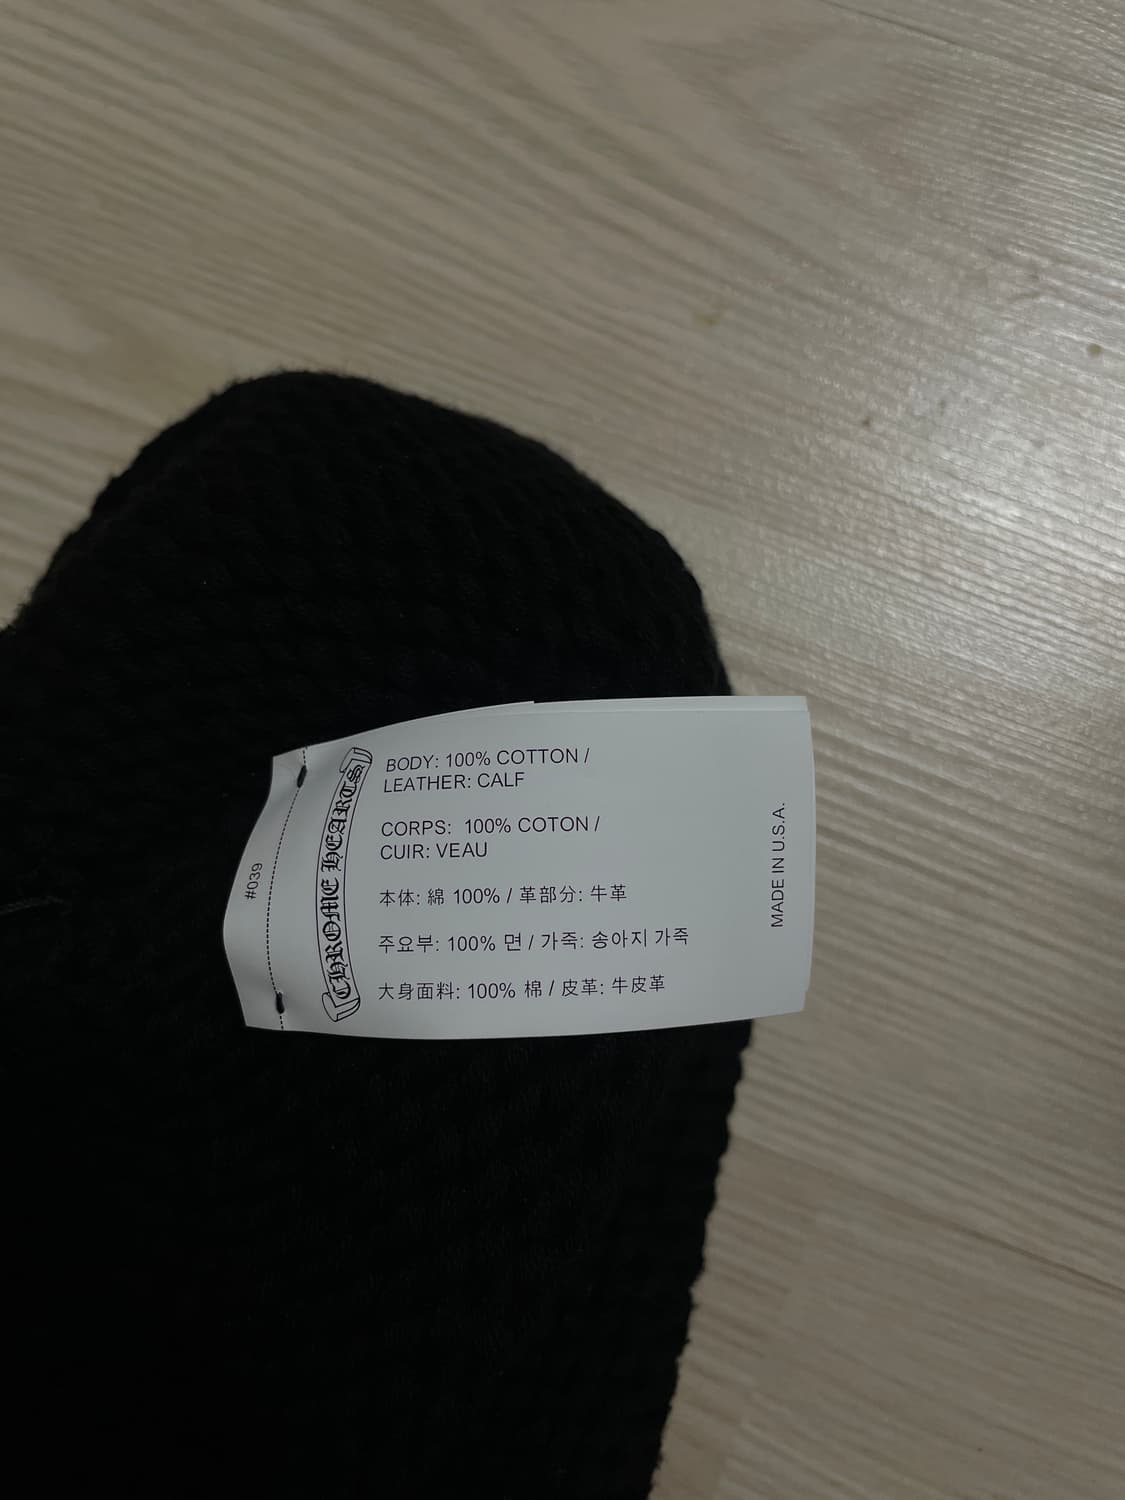 #039
CHROME HEARTS
BODY: 100% COTTON /
LEATHER: CALF
CORPS: 100% COTON /
CUIR: VEAU
本体: 綿 100% / 革部分: 牛革
주요부: 100% 면 / 가죽: 송아지 가죽
大身面料: 100% 棉 / 皮革: 牛皮革
MADE IN U.S.A.